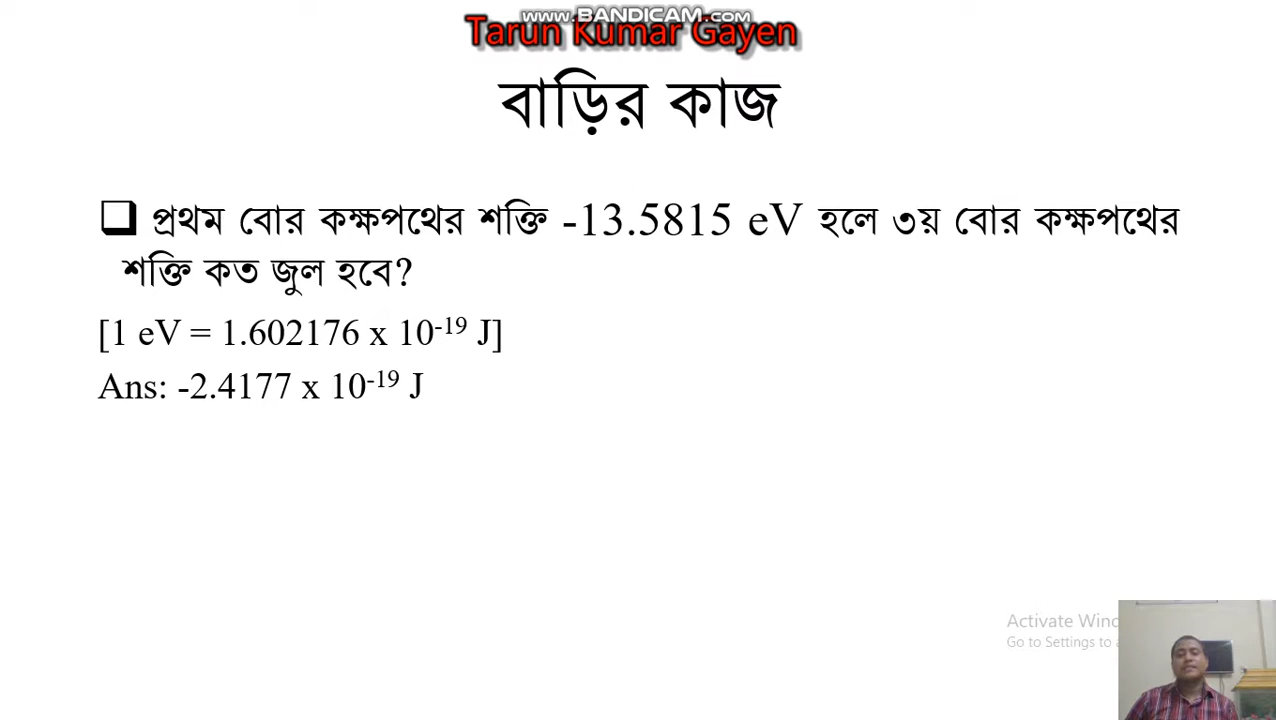 www.BANDICAM.com
Tarun Kumar Gayen
বাড়ির কাজ
❑ প্রথম বোর কক্ষপথের শক্তি -13.5815 eV হলে ৩য় বোর কক্ষপথের
শক্তি কত জুল হবে?
[1 eV = 1.602176 x 10⁻¹⁹ J]
Ans: -2.4177 x 10⁻¹⁹ J
Activate Wind
Go to Settings to a